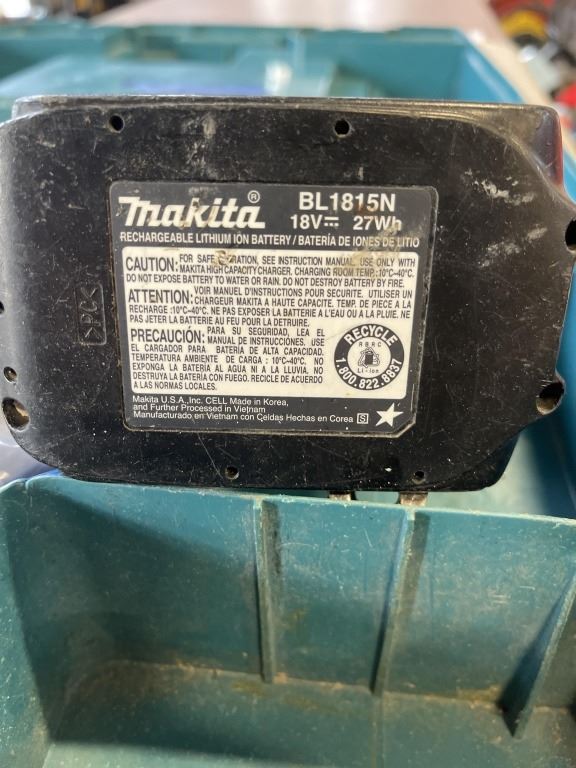 makita®
BL1815N
18V⎓ 27Wh
RECHARGEABLE LITHIUM ION BATTERY / BATERÍA DE IONES DE LITIO
CAUTION: FOR SAFE OPERATION, SEE INSTRUCTION MANUAL. USE ONLY WITH
MAKITA HIGH CAPACITY CHARGER. CHARGING ROOM TEMP.:10°C-40°C.
DO NOT EXPOSE BATTERY TO WATER OR RAIN. DO NOT DESTROY BATTERY BY FIRE.
ATTENTION: VOIR MANUEL D'INSTRUCTIONS POUR SECURITE. UTILISER UN
CHARGEUR MAKITA A HAUTE CAPACITE. TEMP. DE PIECE A LA
RECHARGE :10°C-40°C. NE PAS EXPOSER LA BATTERIE A L'EAU OU A LA PLUIE. NE
PAS JETER LA BATTERIE AU FEU POUR LA DETRUIRE.
PRECAUCIÓN: PARA SU SEGURIDAD, LEA EL
MANUAL DE INSTRUCCIONES. USE
EL CARGADOR PARA BATERÍA DE ALTA CAPACIDAD.
TEMPERATURA AMBIENTE DE CARGA : 10°C-40°C. NO
EXPONGA LA BATERÍA AL AGUA NI A LA LLUVIA. NO
DESTRUYA LA BATERÍA CON FUEGO. RECICLE DE ACUERDO
A LAS NORMAS LOCALES.
RECYCLE
RBRC
Li-ion
1.800.822.8837
Makita U.S.A.,Inc. CELL Made in Korea,
and Further Processed in Vietnam
Manufacturado en Vietnam con Celdas Hechas en Corea
S
>PC<